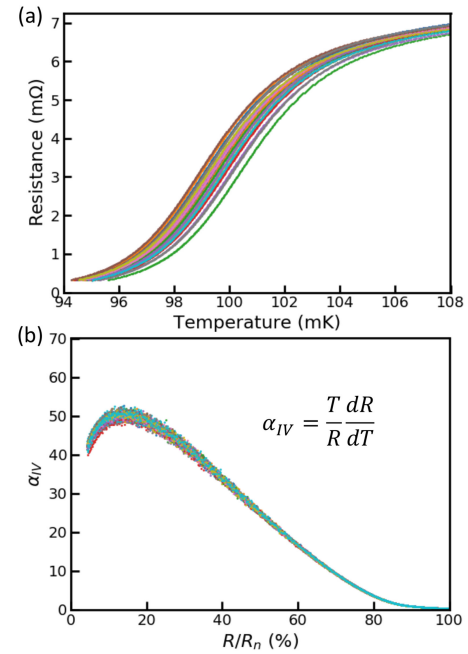 (a)
7
6
5
4
3
2
1
0
Resistance (mΩ)
94 96 98 100 102 104 106 108
Temperature (mK)
(b)
70
60
50
40
30
20
10
0
α_IV
α_IV = T/R dR/dT
0 20 40 60 80 100
R/R_n (%)